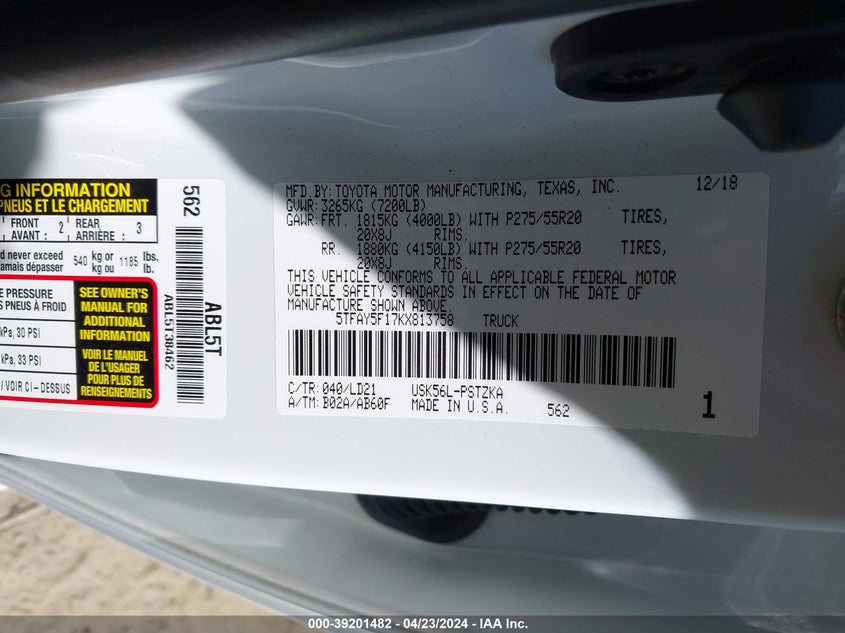 G INFORMATION
PNEUS ET LE CHARGEMENT
FRONT AVANT : 2 REAR ARRIÈRE : 3
d never exceed 540 kg or 1185 lbs.
amais dépasser kg ou lb.
E PRESSURE
S PNEUS À FROID
kPa, 30 PSI
kPa, 33 PSI
/ VOIR CI-DESSUS
SEE OWNER'S
MANUAL FOR
ADDITIONAL
INFORMATION
VOIR LE MANUEL
DE L'USAGER
POUR PLUS DE
RENSEIGNEMENTS
562
ABL5T
ABL5T3B462
MFD.BY:TOYOTA MOTOR MANUFACTURING, TEXAS, INC. 12/18
GVWR:3265KG (7200LB)
GAWR:FRT. 1815KG (4000LB) WITH P275/55R20 TIRES,
20X8J RIMS.
RR. 1880KG (4150LB) WITH P275/55R20 TIRES,
20X8J RIMS.
THIS VEHICLE CONFORMS TO ALL APPLICABLE FEDERAL MOTOR
VEHICLE SAFETY STANDARDS IN EFFECT ON THE DATE OF
MANUFACTURE SHOWN ABOVE.
5TFAY5F17KX813758 TRUCK
C/TR:040/LD21 USK56L-PSTZKA
A/TM:B02A/AB60F MADE IN U.S.A. 562 1
000-39201482 - 04/23/2024 - IAA Inc.